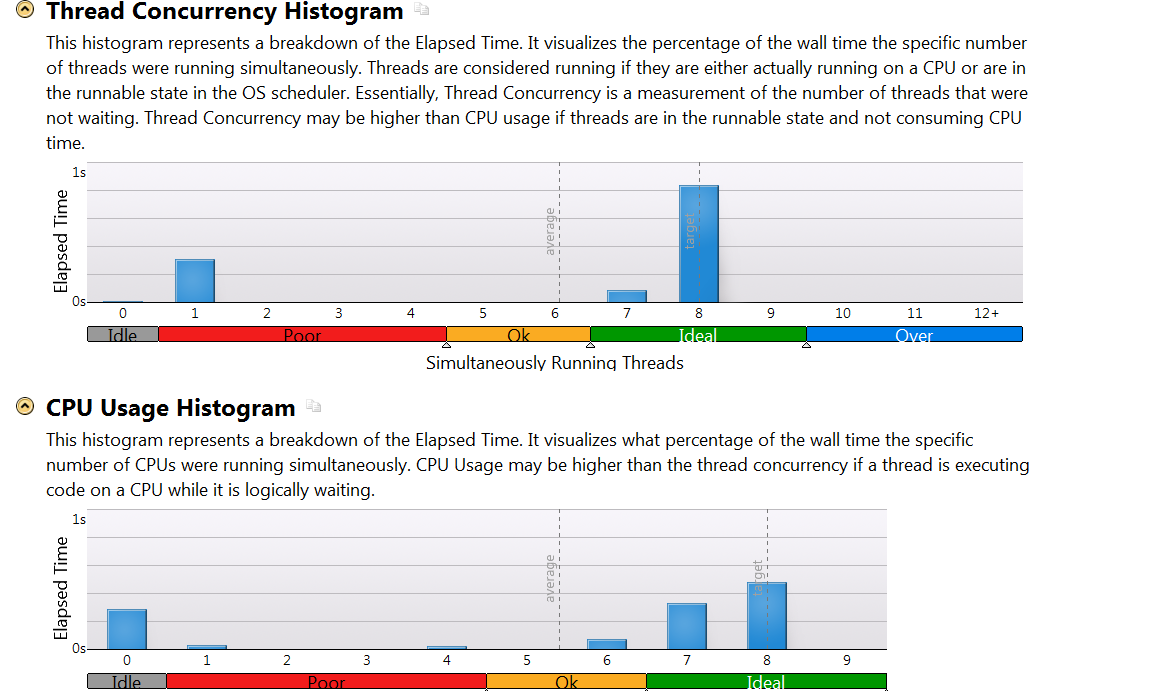 Thread Concurrency Histogram
This histogram represents a breakdown of the Elapsed Time. It visualizes the percentage of the wall time the specific number
of threads were running simultaneously. Threads are considered running if they are either actually running on a CPU or are in
the runnable state in the OS scheduler. Essentially, Thread Concurrency is a measurement of the number of threads that were
not waiting. Thread Concurrency may be higher than CPU usage if threads are in the runnable state and not consuming CPU
time.
1s
Elapsed Time
average
target
0s
0 1 2 3 4 5 6 7 8 9 10 11 12+
Idle Poor Ok Ideal Over
Simultaneously Running Threads
CPU Usage Histogram
This histogram represents a breakdown of the Elapsed Time. It visualizes what percentage of the wall time the specific
number of CPUs were running simultaneously. CPU Usage may be higher than the thread concurrency if a thread is executing
code on a CPU while it is logically waiting.
1s
Elapsed Time
average
target
0s
0 1 2 3 4 5 6 7 8 9
Idle Poor Ok Ideal